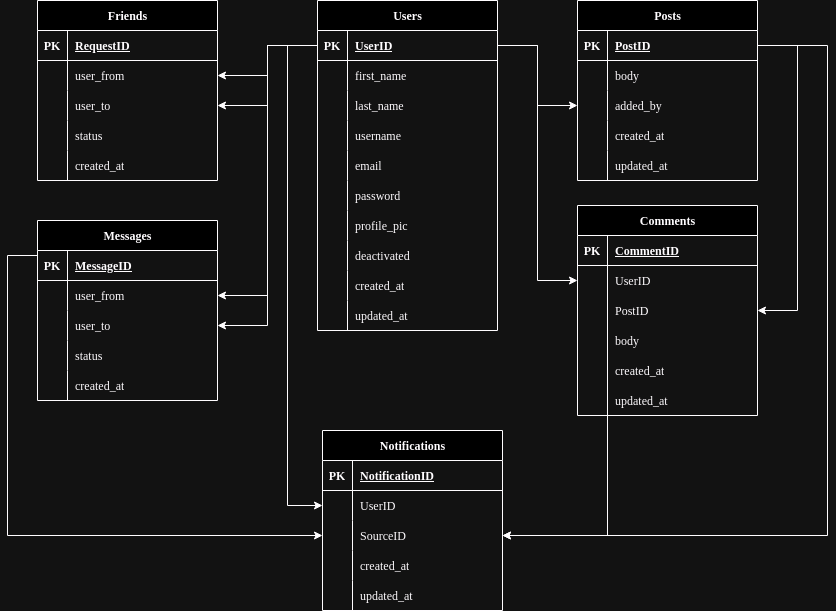 Friends
PK RequestID
user_from
user_to
status
created_at
Users
PK UserID
first_name
last_name
username
email
password
profile_pic
deactivated
created_at
updated_at
Posts
PK PostID
body
added_by
created_at
updated_at
Messages
PK MessageID
user_from
user_to
status
created_at
Comments
PK CommentID
UserID
PostID
body
created_at
updated_at
Notifications
PK NotificationID
UserID
SourceID
created_at
updated_at